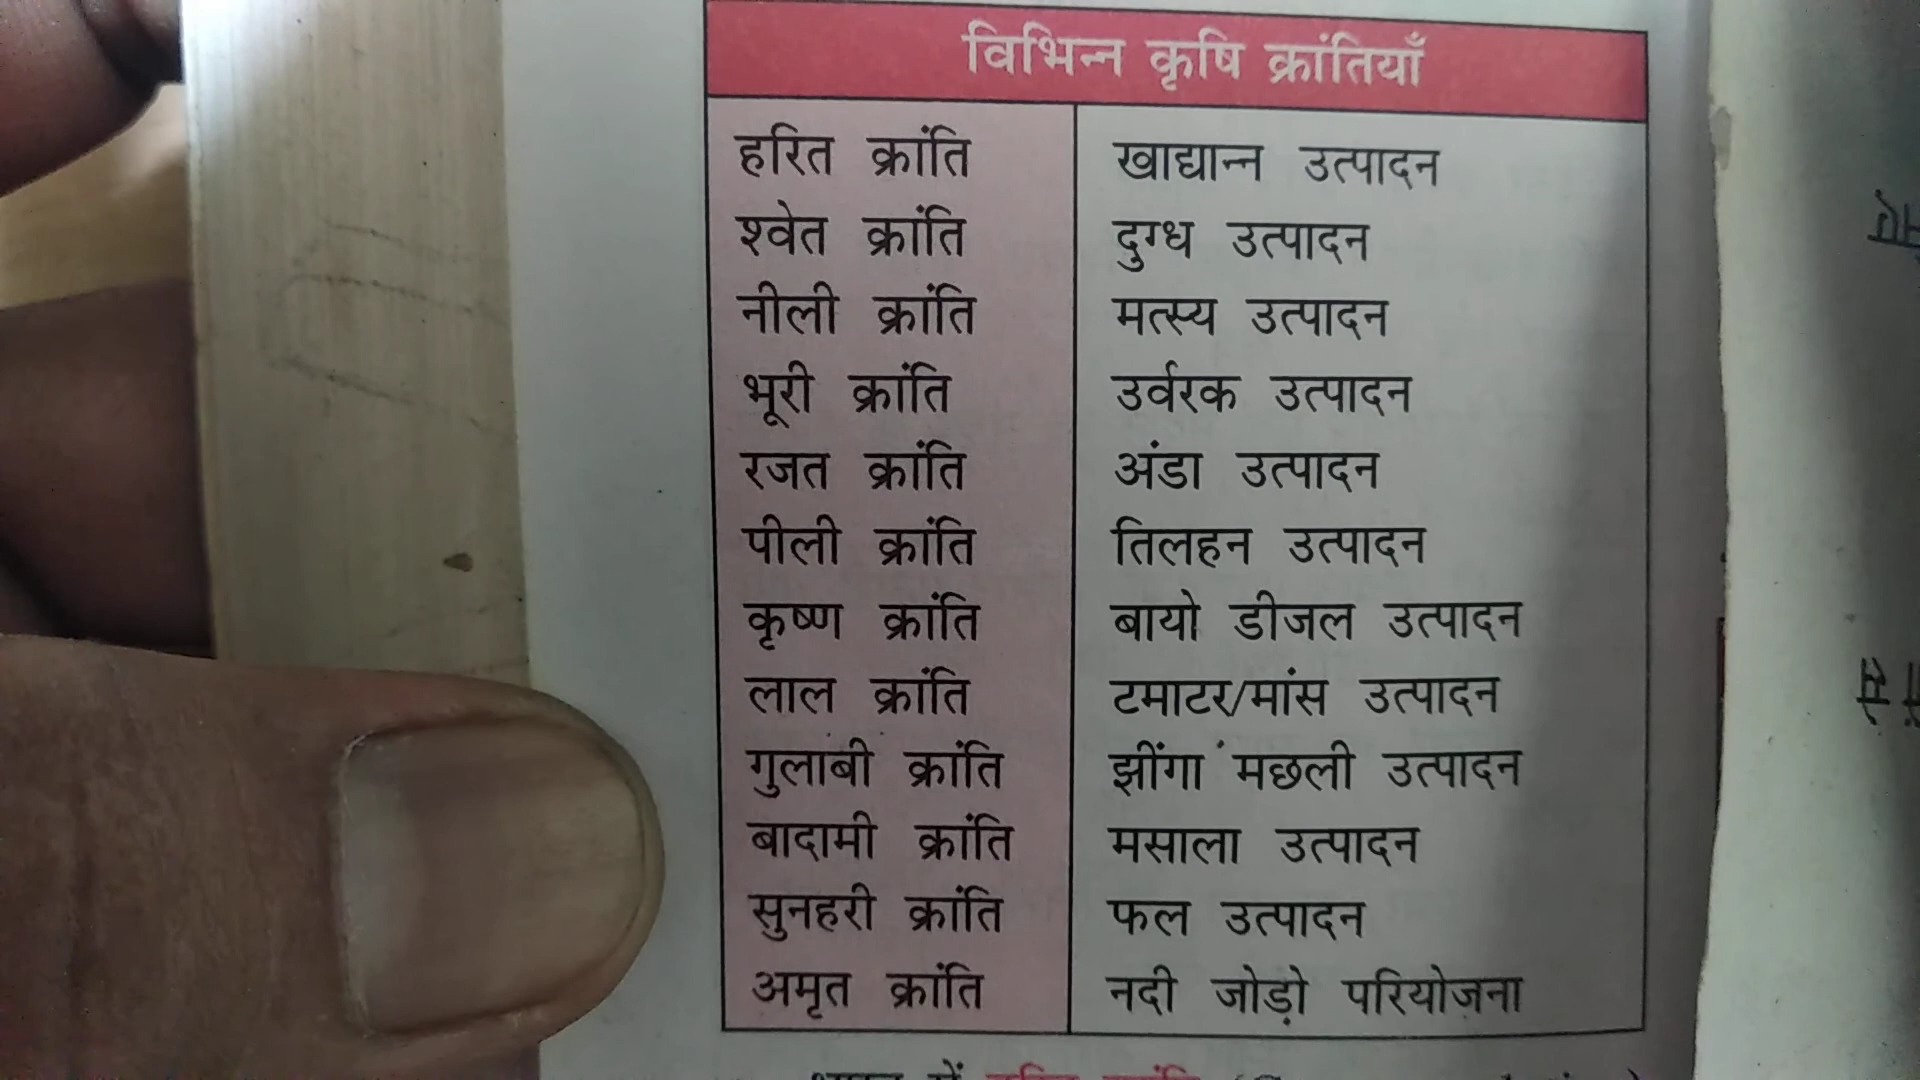 विभिन्न कृषि क्रांतियाँ
हरित क्रांति खाद्यान्न उत्पादन
श्वेत क्रांति दुग्ध उत्पादन
नीली क्रांति मत्स्य उत्पादन
भूरी क्रांति उर्वरक उत्पादन
रजत क्रांति अंडा उत्पादन
पीली क्रांति तिलहन उत्पादन
कृष्ण क्रांति बायो डीजल उत्पादन
लाल क्रांति टमाटर/मांस उत्पादन
गुलाबी क्रांति झींगा मछली उत्पादन
बादामी क्रांति मसाला उत्पादन
सुनहरी क्रांति फल उत्पादन
अमृत क्रांति नदी जोड़ो परियोजना